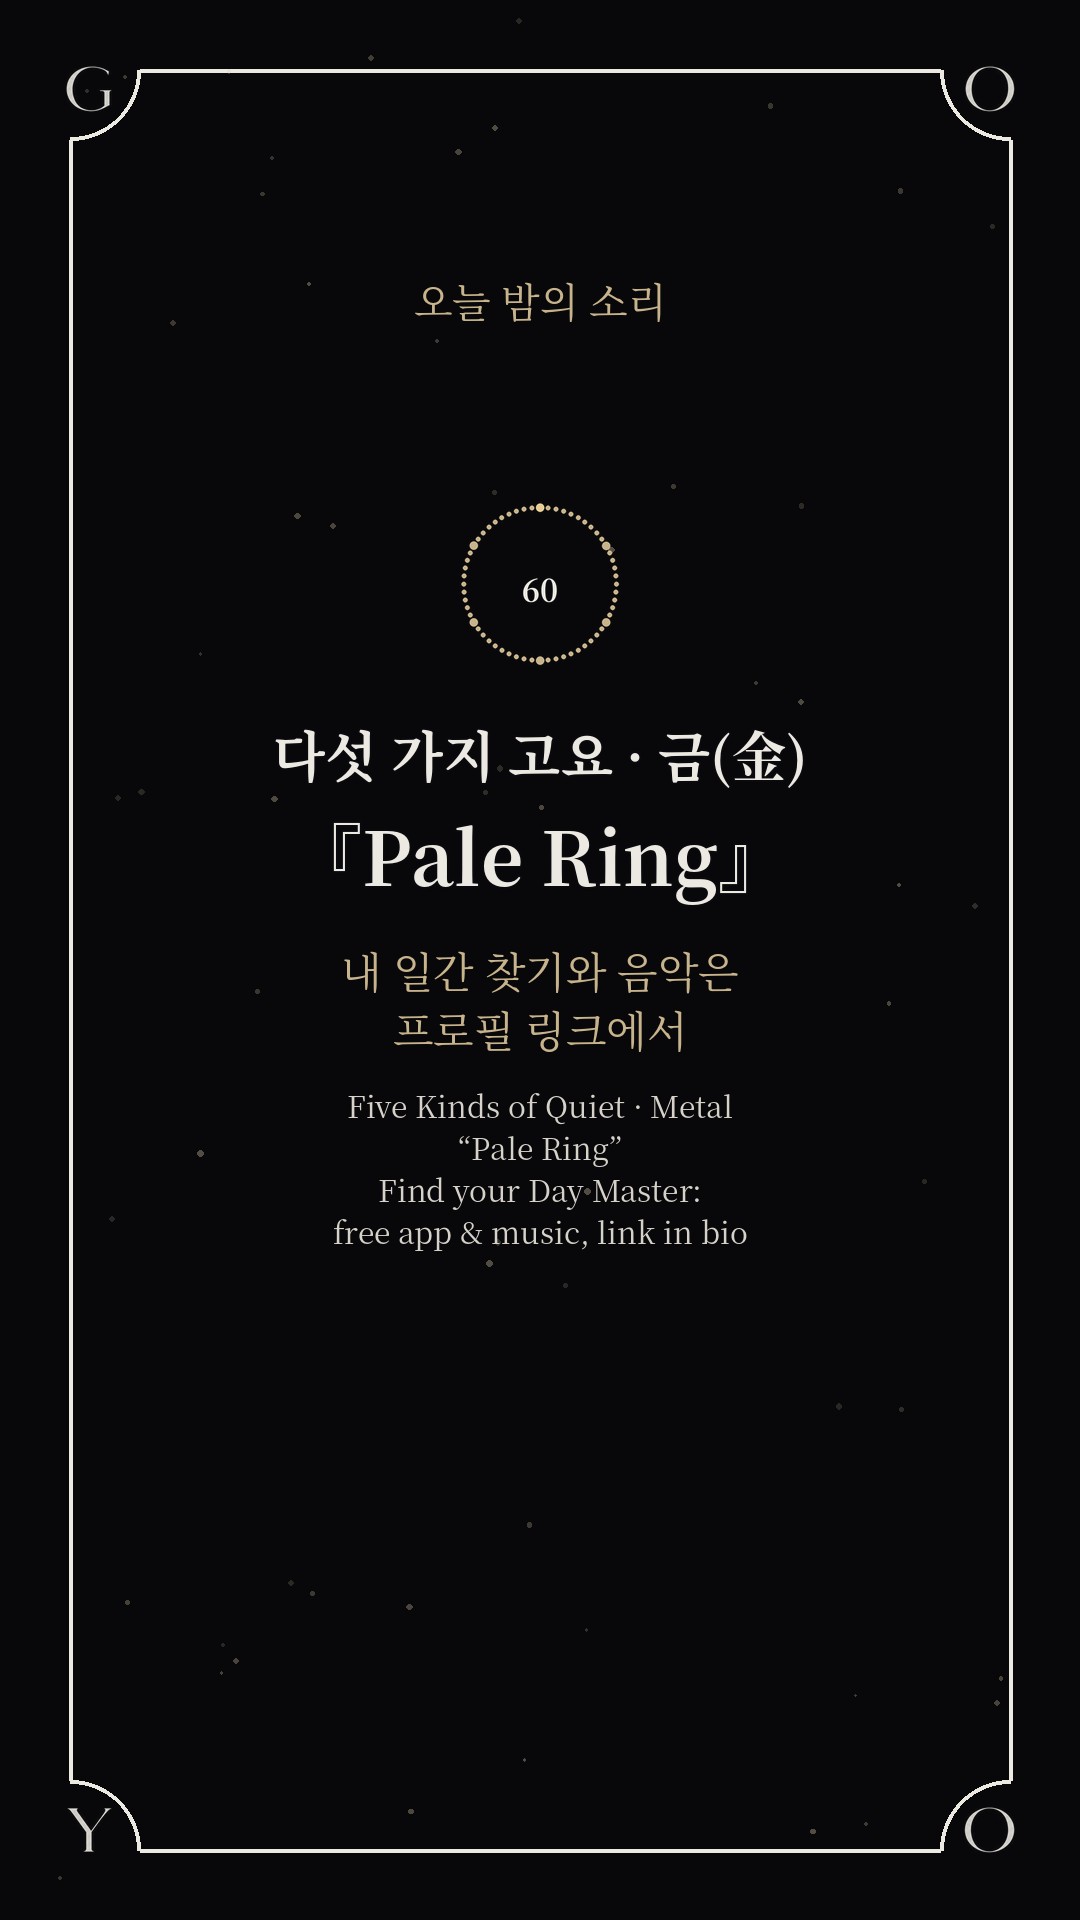 G O
오늘 밤의 소리
60
다섯 가지 고요 · 금(金)
『Pale Ring』
내 일간 찾기와 음악은
프로필 링크에서
Five Kinds of Quiet · Metal
“Pale Ring”
Find your Day Master:
free app & music, link in bio
Y O